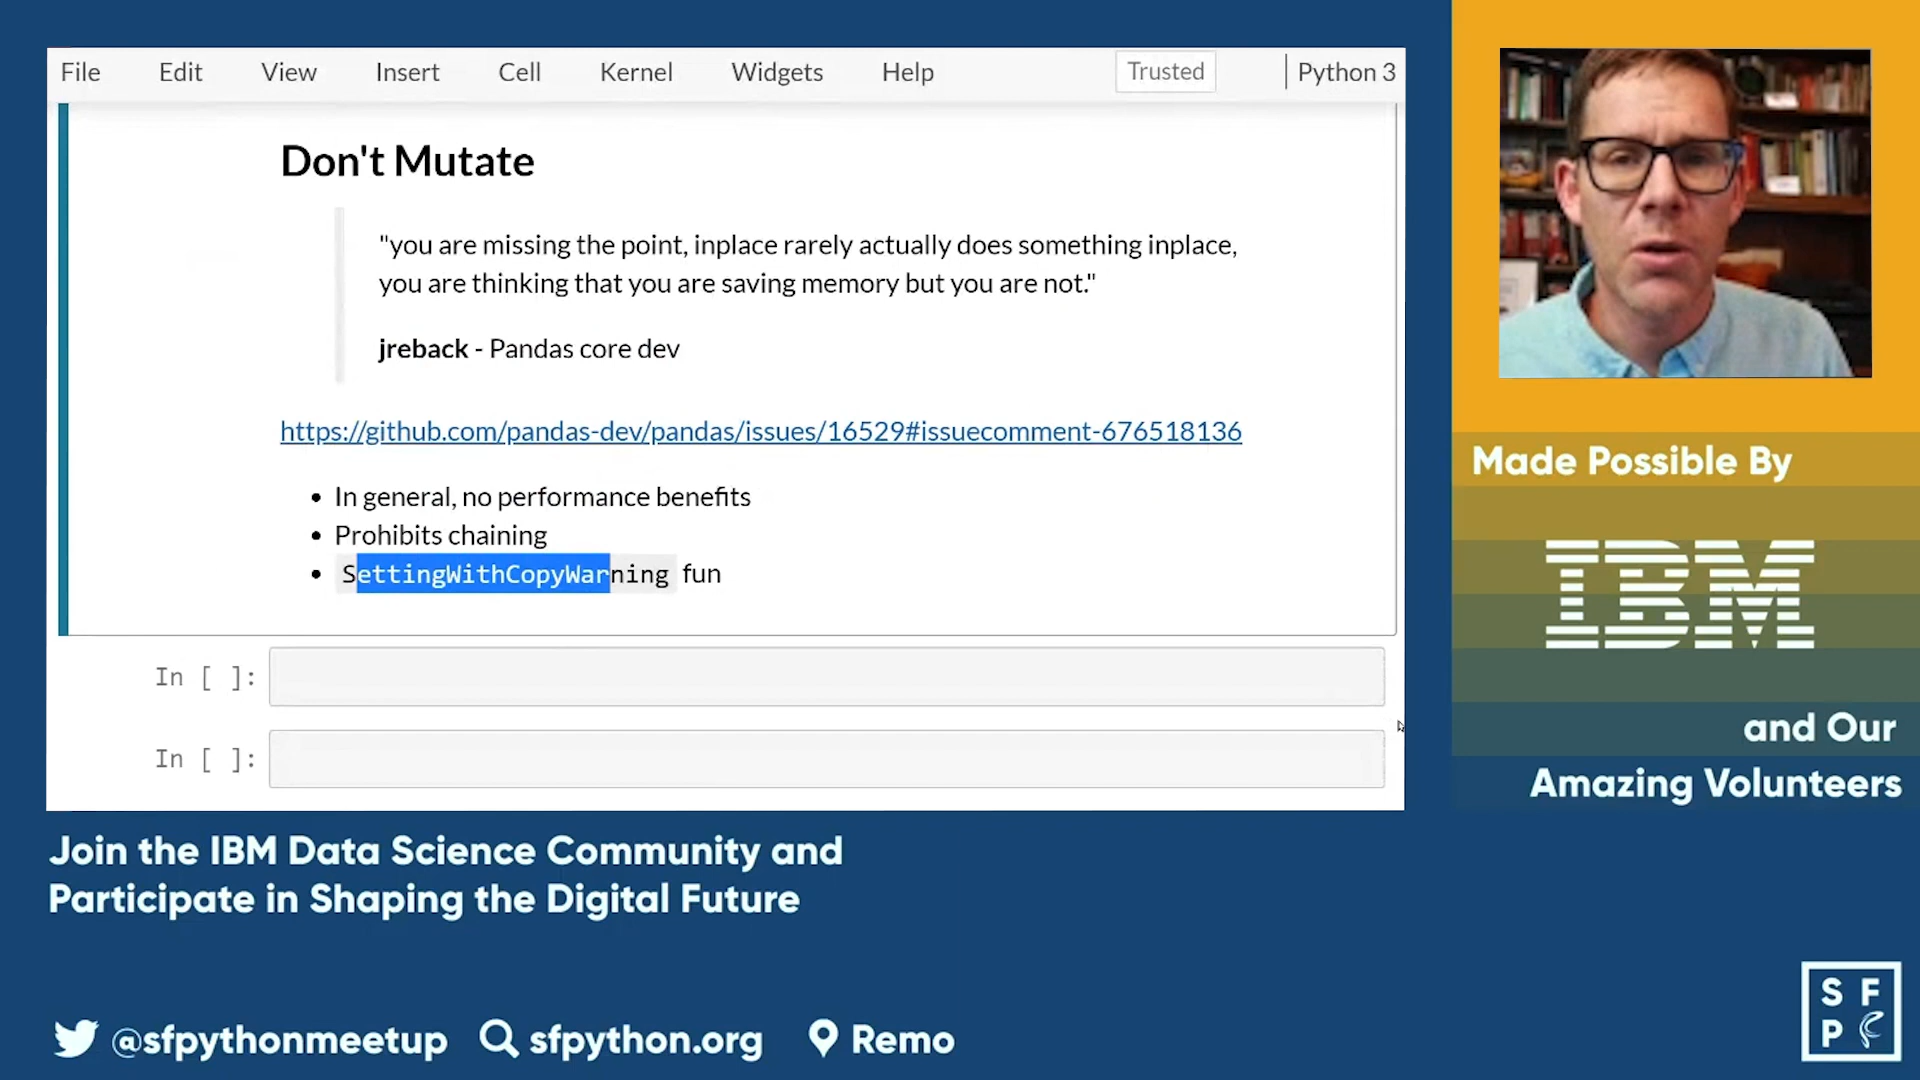 File Edit View Insert Cell Kernel Widgets Help Trusted Python 3
Don't Mutate
"you are missing the point, inplace rarely actually does something inplace,
you are thinking that you are saving memory but you are not."
jreback - Pandas core dev
https://github.com/pandas-dev/pandas/issues/16529#issuecomment-676518136
• In general, no performance benefits
• Prohibits chaining
• SettingWithCopyWarning fun
In [ ]:
In [ ]:
Made Possible By
IBM
and Our
Amazing Volunteers
Join the IBM Data Science Community and
Participate in Shaping the Digital Future
@sfpythonmeetup sfpython.org Remo
S F
P